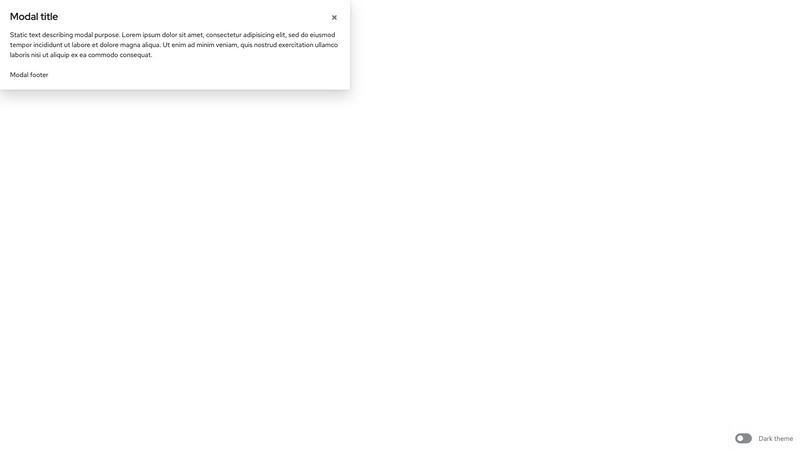 Modal title
Static text describing modal purpose. Lorem ipsum dolor sit amet, consectetur adipisicing elit, sed do eiusmod
tempor incididunt ut labore et dolore magna aliqua. Ut enim ad minim veniam, quis nostrud exercitation ullamco
laboris nisi ut aliquip ex ea commodo consequat.
Modal footer
Dark theme